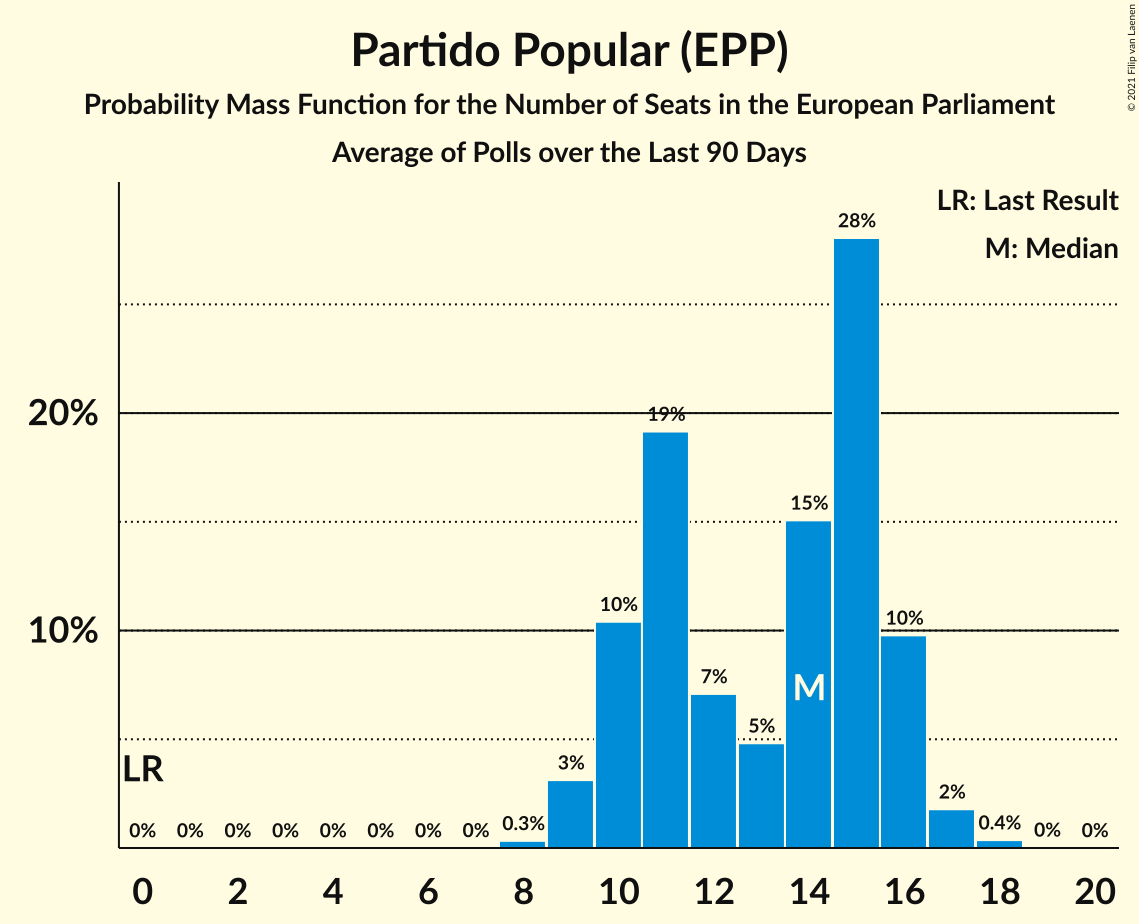 Partido Popular (EPP)
Probability Mass Function for the Number of Seats in the European Parliament
Average of Polls over the Last 90 Days
© 2021 Filip van Laenen
LR: Last Result
M: Median
28%
20%
19%
15%
10%
10%
10%
7%
M
5%
LR
3%
2%
0% 0% 0% 0% 0% 0% 0% 0% 0.3% 0.4% 0% 0%
0 2 4 6 8 10 12 14 16 18 20